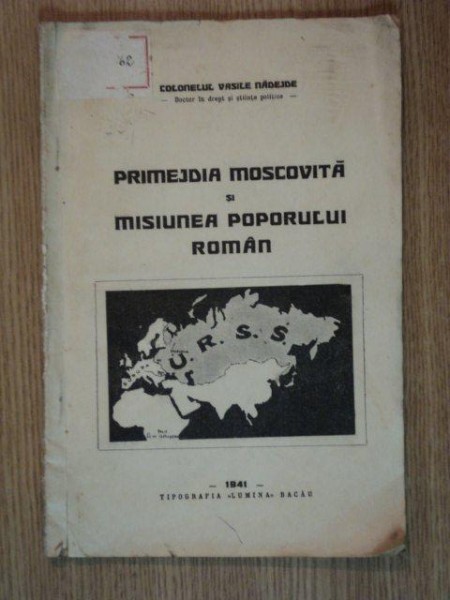 62
COLONELUL VASILE NĂDEJDE
— Doctor în drept și științe politice —
PRIMEJDIA MOSCOVITĂ
ȘI
MISIUNEA POPORULUI
ROMÂN
U.R.S.S
— 1941 —
TIPOGRAFIA «LUMINA» BACĂU